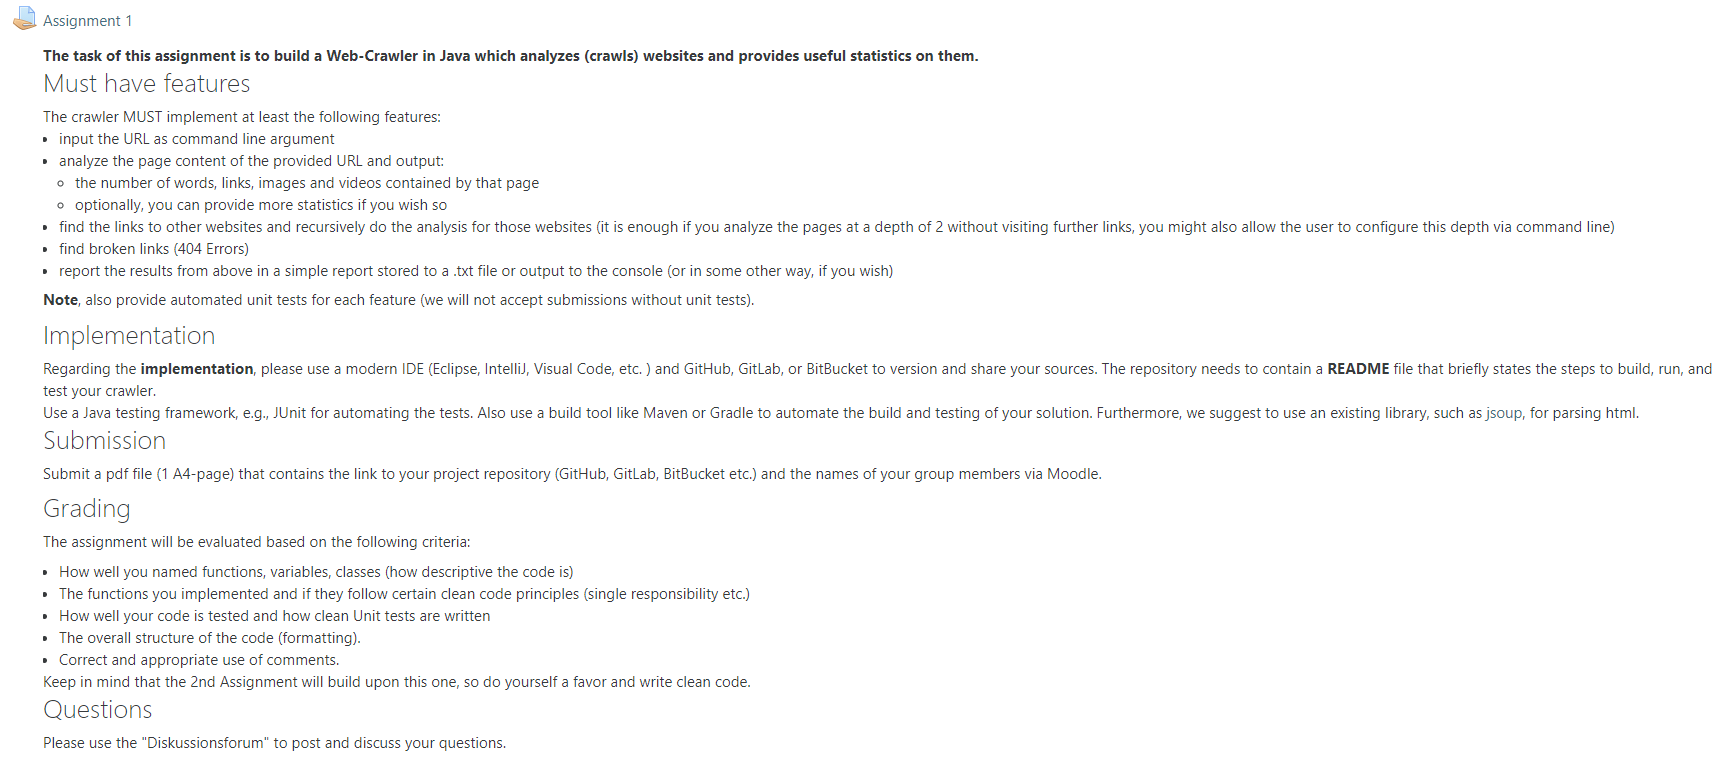 Assignment 1
The task of this assignment is to build a Web-Crawler in Java which analyzes (crawls) websites and provides useful statistics on them.
Must have features
The crawler MUST implement at least the following features:
• input the URL as command line argument
• analyze the page content of the provided URL and output:
◦ the number of words, links, images and videos contained by that page
◦ optionally, you can provide more statistics if you wish so
• find the links to other websites and recursively do the analysis for those websites (it is enough if you analyze the pages at a depth of 2 without visiting further links, you might also allow the user to configure this depth via command line)
• find broken links (404 Errors)
• report the results from above in a simple report stored to a .txt file or output to the console (or in some other way, if you wish)
Note, also provide automated unit tests for each feature (we will not accept submissions without unit tests).
Implementation
Regarding the implementation, please use a modern IDE (Eclipse, IntelliJ, Visual Code, etc. ) and GitHub, GitLab, or BitBucket to version and share your sources. The repository needs to contain a README file that briefly states the steps to build, run, and
test your crawler.
Use a Java testing framework, e.g., JUnit for automating the tests. Also use a build tool like Maven or Gradle to automate the build and testing of your solution. Furthermore, we suggest to use an existing library, such as jsoup, for parsing html.
Submission
Submit a pdf file (1 A4-page) that contains the link to your project repository (GitHub, GitLab, BitBucket etc.) and the names of your group members via Moodle.
Grading
The assignment will be evaluated based on the following criteria:
• How well you named functions, variables, classes (how descriptive the code is)
• The functions you implemented and if they follow certain clean code principles (single responsibility etc.)
• How well your code is tested and how clean Unit tests are written
• The overall structure of the code (formatting).
• Correct and appropriate use of comments.
Keep in mind that the 2nd Assignment will build upon this one, so do yourself a favor and write clean code.
Questions
Please use the "Diskussionsforum" to post and discuss your questions.